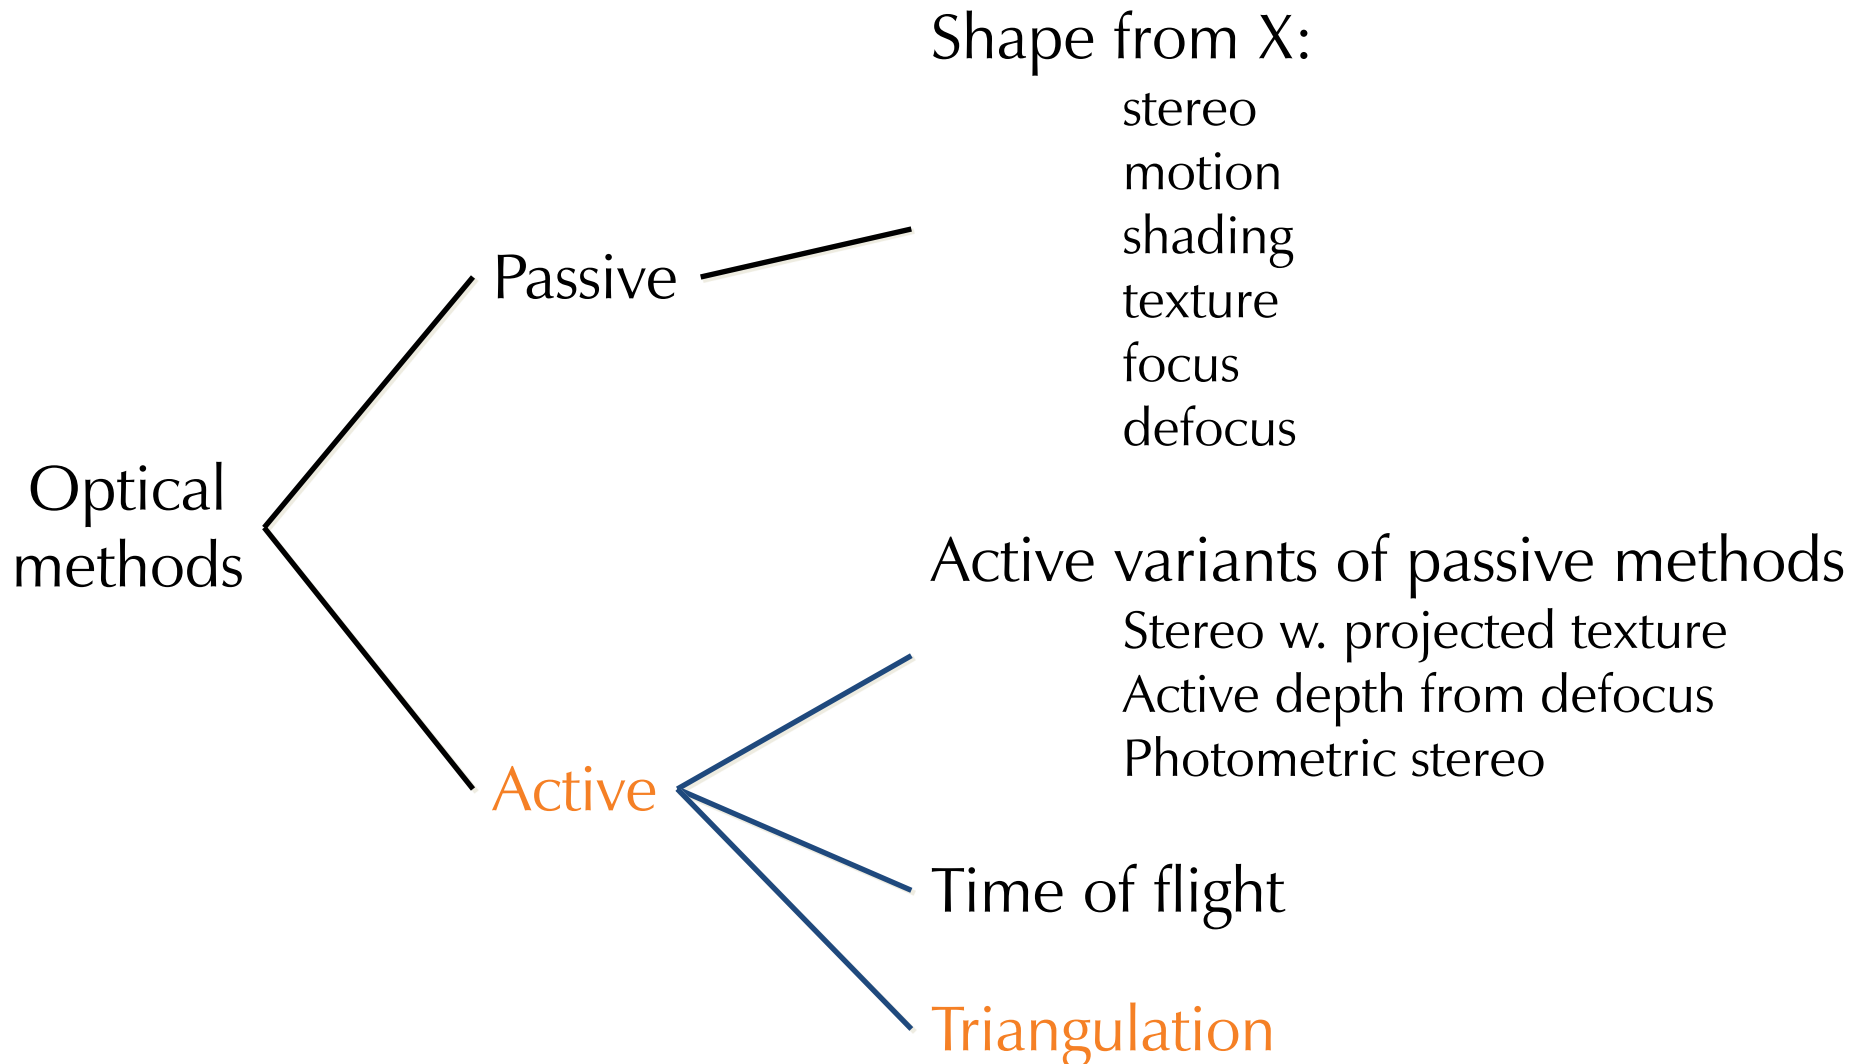 Shape from X:
stereo
motion
shading
texture
focus
defocus
Passive
Optical
methods
Active variants of passive methods
Stereo w. projected texture
Active depth from defocus
Photometric stereo
Active
Time of flight
Triangulation